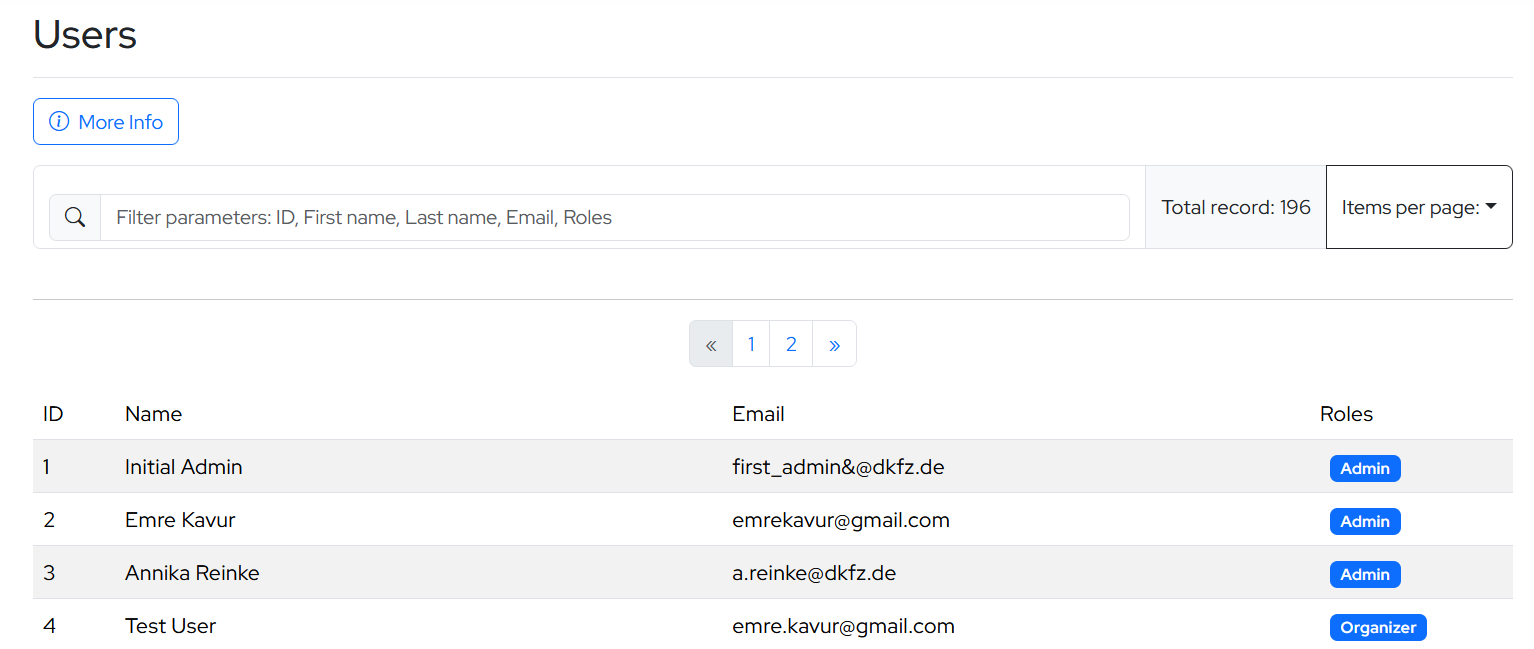 Users
More Info
Filter parameters: ID, First name, Last name, Email, Roles
Total record: 196
Items per page:
« 1 2 »
ID Name Email Roles
1 Initial Admin first_admin&@dkfz.de Admin
2 Emre Kavur emrekavur@gmail.com Admin
3 Annika Reinke a.reinke@dkfz.de Admin
4 Test User emre.kavur@gmail.com Organizer